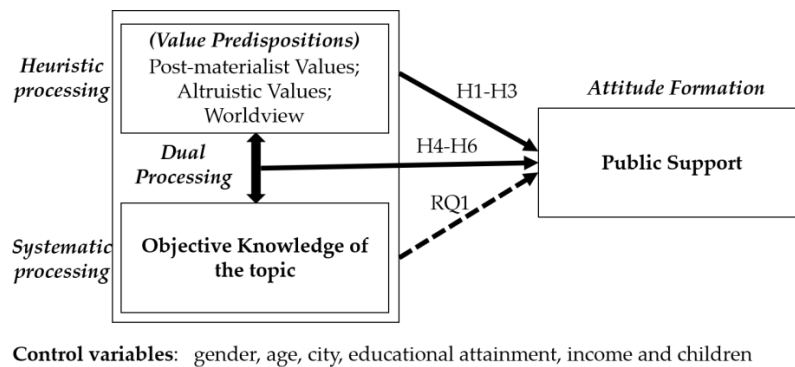 (Value Predispositions)
Heuristic
processing
Post-materialist Values;
Altruistic Values;
Worldview
H1-H3
Attitude Formation
Dual
Processing
H4-H6
Public Support
RQ1
Systematic
processing
Objective Knowledge of
the topic
Control variables: gender, age, city, educational attainment, income and children